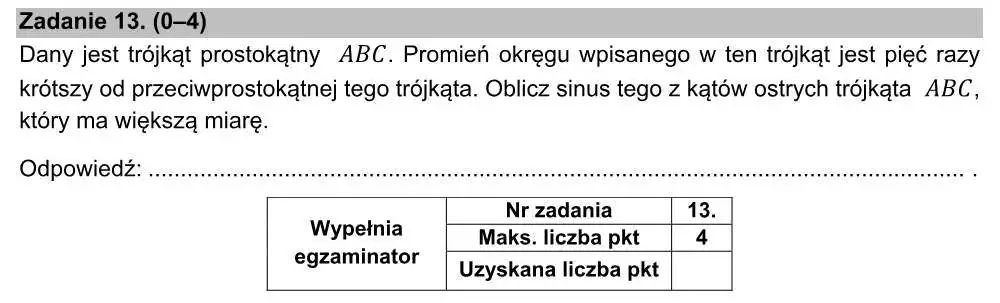 Zadanie 13. (0–4)
Dany jest trójkąt prostokątny ABC. Promień okręgu wpisanego w ten trójkąt jest pięć razy
krótszy od przeciwprostokątnej tego trójkąta. Oblicz sinus tego z kątów ostrych trójkąta ABC,
który ma większą miarę.
Odpowiedź: ................................................................................................................................ .
Wypełnia
egzaminator
Nr zadania 13.
Maks. liczba pkt 4
Uzyskana liczba pkt